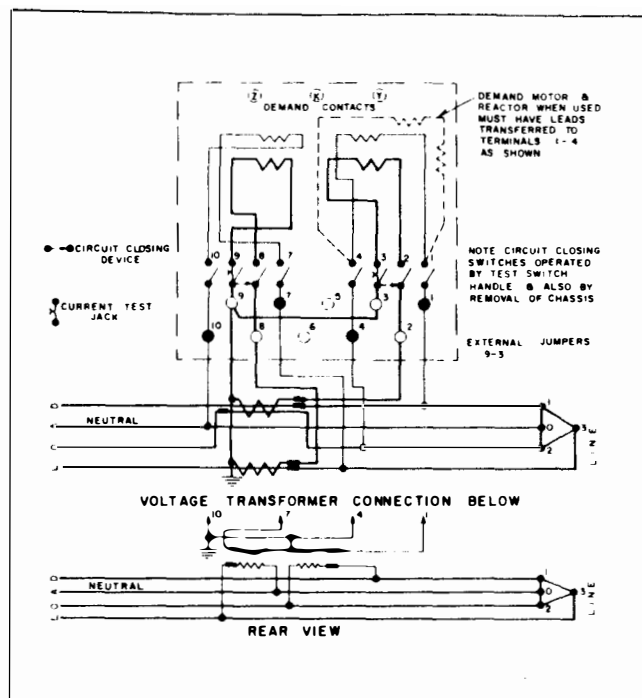 (Z) (K) (Y)
DEMAND CONTACTS
DEMAND MOTOR &
REACTOR WHEN USED
MUST HAVE LEADS
TRANSFERRED TO
TERMINALS 1-4
AS SHOWN
10 9 8 7 4 3 2 1
CIRCUIT CLOSING
DEVICE
NOTE CIRCUIT CLOSING
SWITCHES OPERATED
BY TEST SWITCH
HANDLE & ALSO BY
REMOVAL OF CHASSIS
CURRENT TEST
JACK
9 7 5 3 1
10 8 6 4 2
EXTERNAL JUMPERS
9-3
NEUTRAL
L O A D
1
0
2
3
LINE
VOLTAGE TRANSFORMER CONNECTION BELOW
10 7 4 1
NEUTRAL
L O A D
1
0
2
3
LINE
REAR VIEW